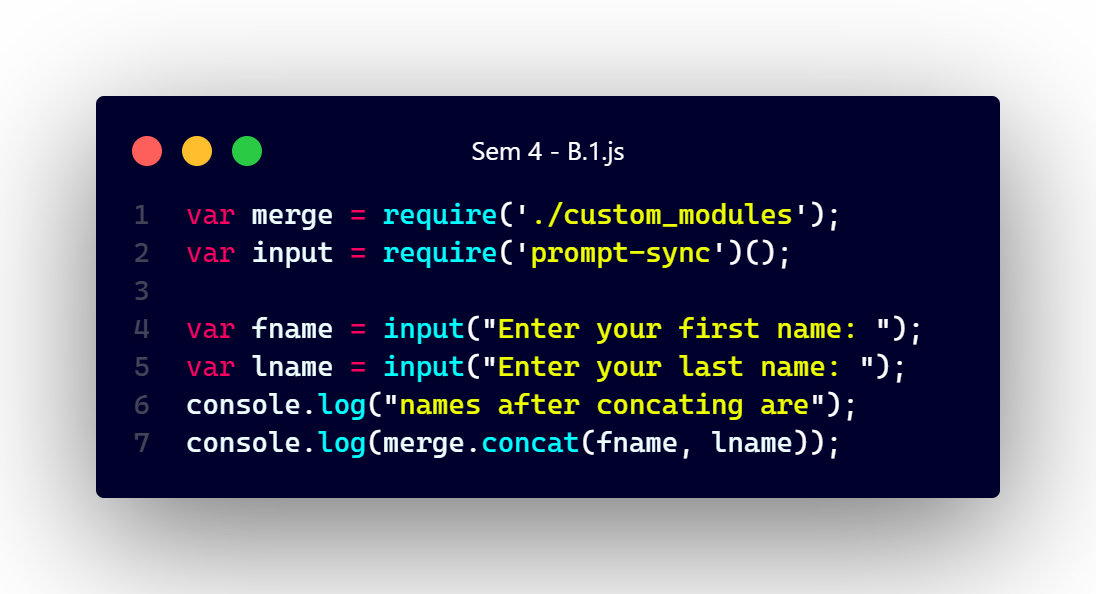 Sem 4 - B.1.js
1 var merge = require('./custom_modules');
2 var input = require('prompt-sync')();
3
4 var fname = input("Enter your first name: ");
5 var lname = input("Enter your last name: ");
6 console.log("names after concating are");
7 console.log(merge.concat(fname, lname));